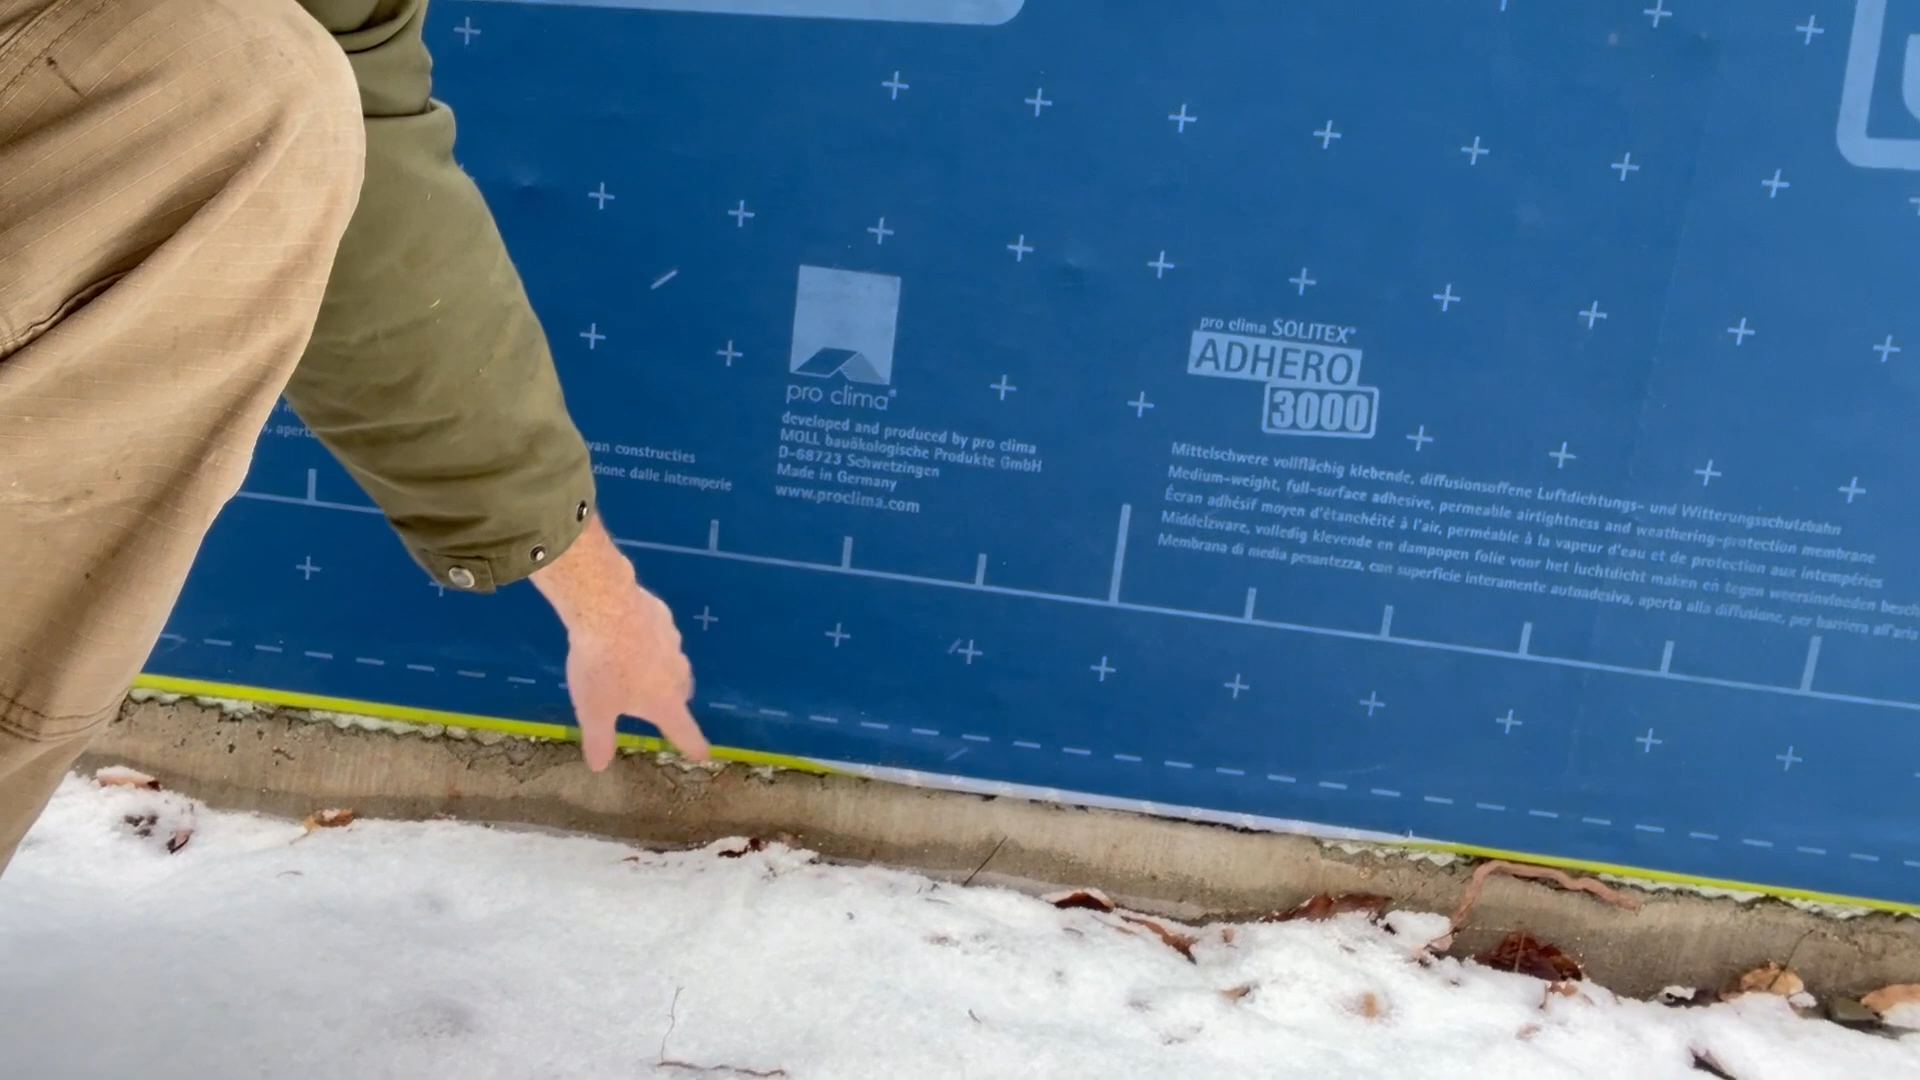 , aperta
van constructies
zione dalle intemperie
pro clima®
developed and produced by pro clima
MOLL bauökologische Produkte GmbH
D-68723 Schwetzingen
Made in Germany
www.proclima.com
pro clima SOLITEX®
ADHERO
3000
Mittelschwere vollflächig klebende, diffusionsoffene Luftdichtungs- und Witterungsschutzbahn
Medium-weight, full-surface adhesive, permeable airtightness and weathering-protection membrane
Écran adhésif moyen d'étanchéité à l'air, perméable à la vapeur d'eau et de protection aux intempéries
Middelzware, volledig klevende en dampopen folie voor het luchtdicht maken en tegen weersinvloeden besch
Membrana di media pesantezza, con superficie interamente autoadesiva, aperta alla diffusione, per barriera all'aria